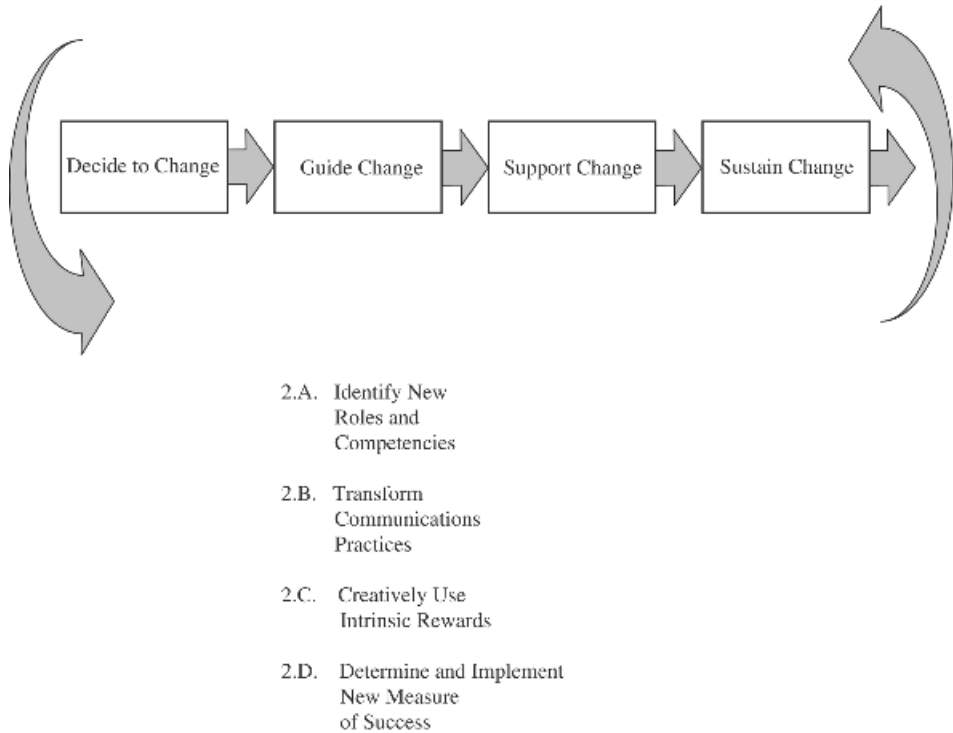 Decide to Change
Guide Change
Support Change
Sustain Change
2.A. Identify New
Roles and
Competencies
2.B. Transform
Communications
Practices
2.C. Creatively Use
Intrinsic Rewards
2.D. Determine and Implement
New Measure
of Success